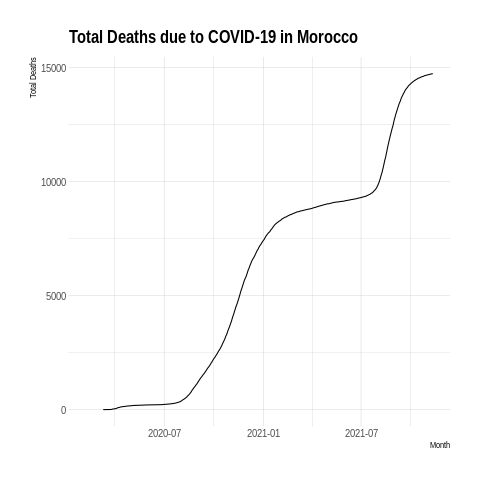 Total Deaths due to COVID-19 in Morocco
Total Deaths
15000
10000
5000
0
2020-07
2021-01
2021-07
Month